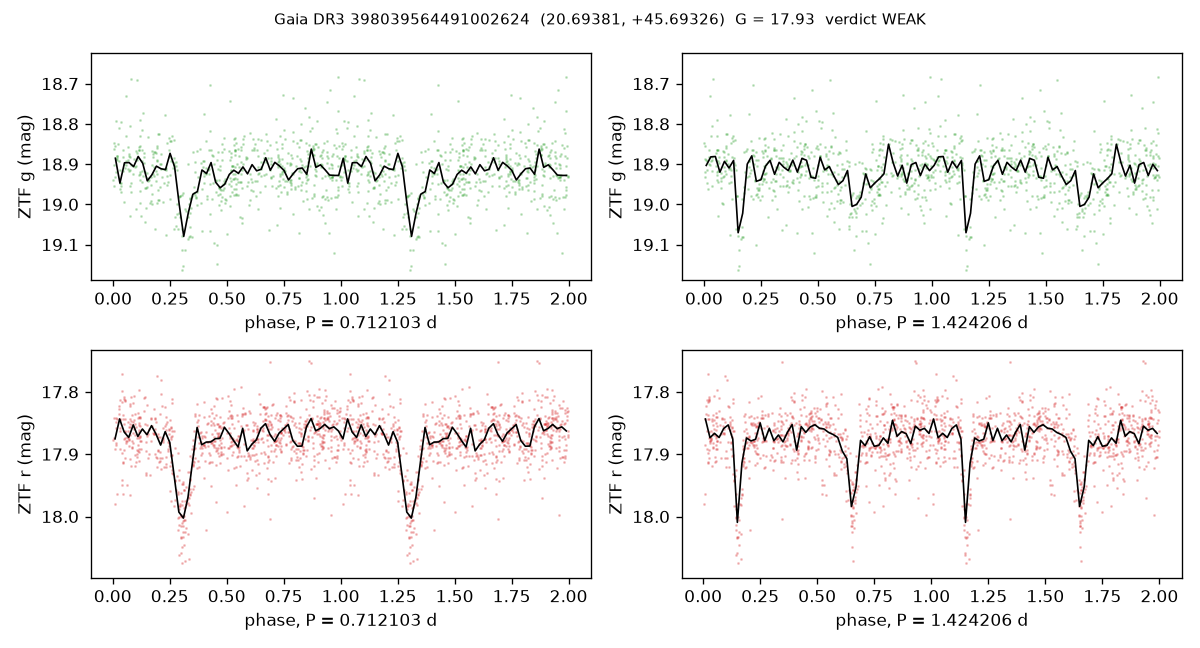 Gaia DR3 398039564491002624 (20.69381, +45.69326) G = 17.93 verdict WEAK
ZTF g (mag)
18.7
18.8
18.9
19.0
19.1
0.00 0.25 0.50 0.75 1.00 1.25 1.50 1.75 2.00
phase, P = 0.712103 d
ZTF g (mag)
18.7
18.8
18.9
19.0
19.1
0.00 0.25 0.50 0.75 1.00 1.25 1.50 1.75 2.00
phase, P = 1.424206 d
ZTF r (mag)
17.8
17.9
18.0
0.00 0.25 0.50 0.75 1.00 1.25 1.50 1.75 2.00
phase, P = 0.712103 d
ZTF r (mag)
17.8
17.9
18.0
0.00 0.25 0.50 0.75 1.00 1.25 1.50 1.75 2.00
phase, P = 1.424206 d